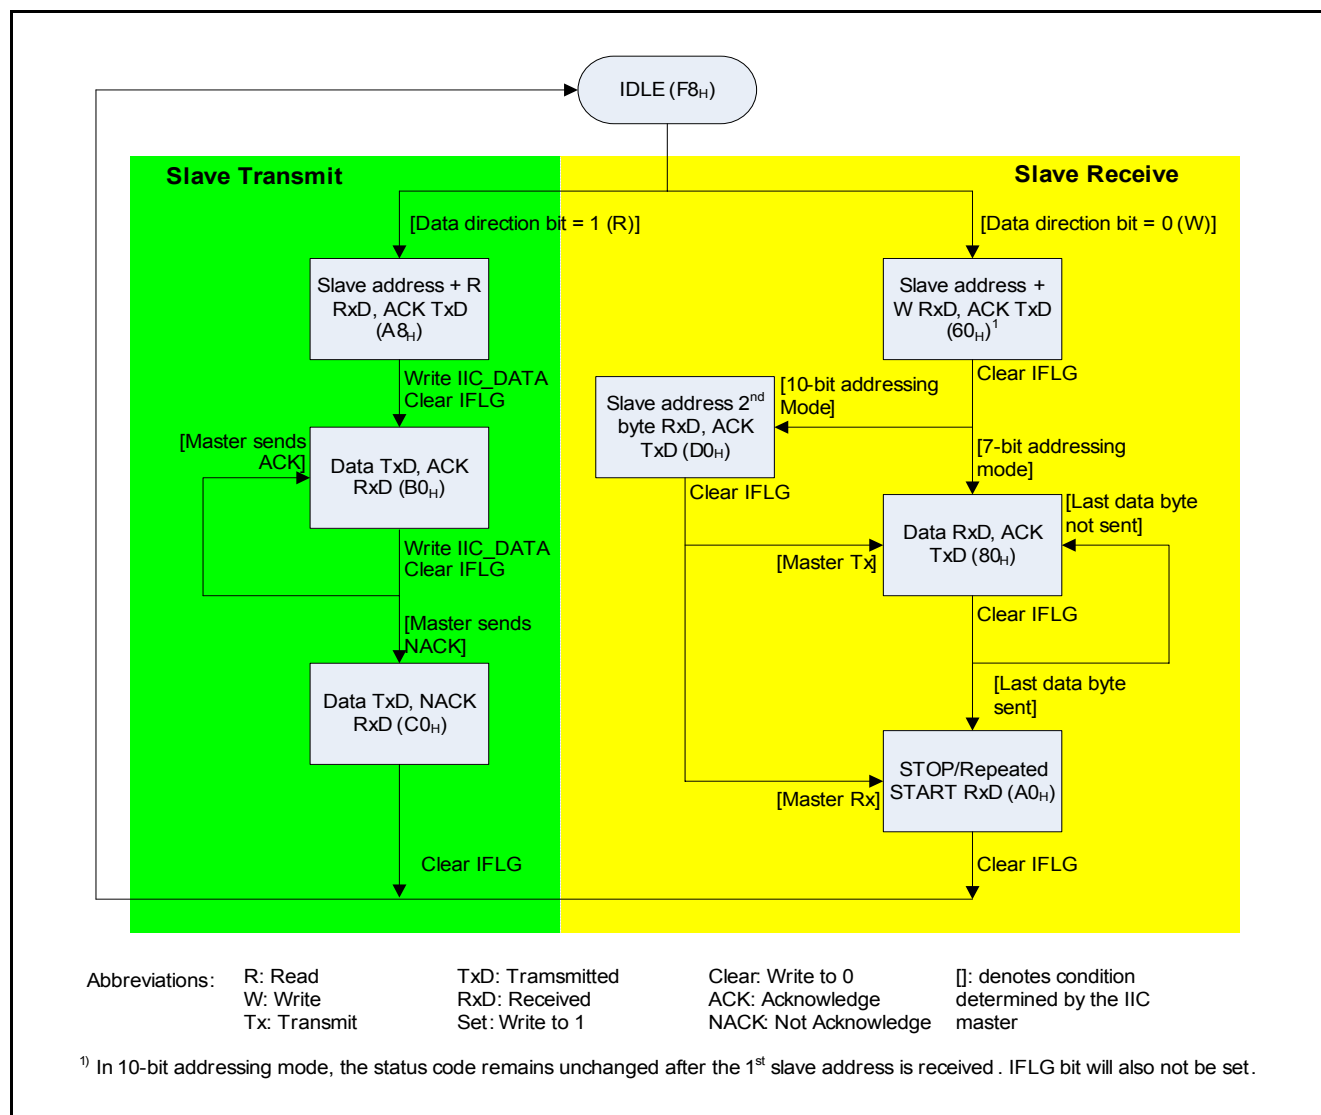 IDLE (F8H)
Slave Transmit
Slave Receive
[Data direction bit = 1 (R)]
[Data direction bit = 0 (W)]
Slave address + R
RxD, ACK TxD
(A8H)
Slave address +
W RxD, ACK TxD
(60H)1
Write IIC_DATA
Clear IFLG
Clear IFLG
[10-bit addressing
Mode]
Slave address 2nd
byte RxD, ACK
TxD (D0H)
[Master sends
ACK]
Data TxD, ACK
RxD (B0H)
[7-bit addressing
mode]
Clear IFLG
[Last data byte
not sent]
Data RxD, ACK
TxD (80H)
Write IIC_DATA
Clear IFLG
[Master Tx]
Clear IFLG
[Master sends
NACK]
Data TxD, NACK
RxD (C0H)
[Last data byte
sent]
STOP/Repeated
START RxD (A0H)
[Master Rx]
Clear IFLG
Clear IFLG
Abbreviations:
R: Read
W: Write
Tx: Transmit
TxD: Tramsmitted
RxD: Received
Set: Write to 1
Clear: Write to 0
ACK: Acknowledge
NACK: Not Acknowledge
[]: denotes condition
determined by the IIC
master
1) In 10-bit addressing mode, the status code remains unchanged after the 1st slave address is received . IFLG bit will also not be set.